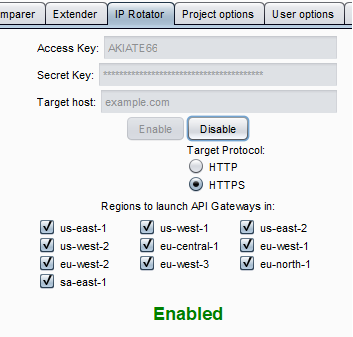 mparer Extender IP Rotator Project options User options
Access Key: AKIATE66
Secret Key: ****************************************
Target host: example.com
Enable Disable
Target Protocol:
HTTP
HTTPS
Regions to launch API Gateways in:
us-east-1 us-west-1 us-east-2
us-west-2 eu-central-1 eu-west-1
eu-west-2 eu-west-3 eu-north-1
sa-east-1
Enabled